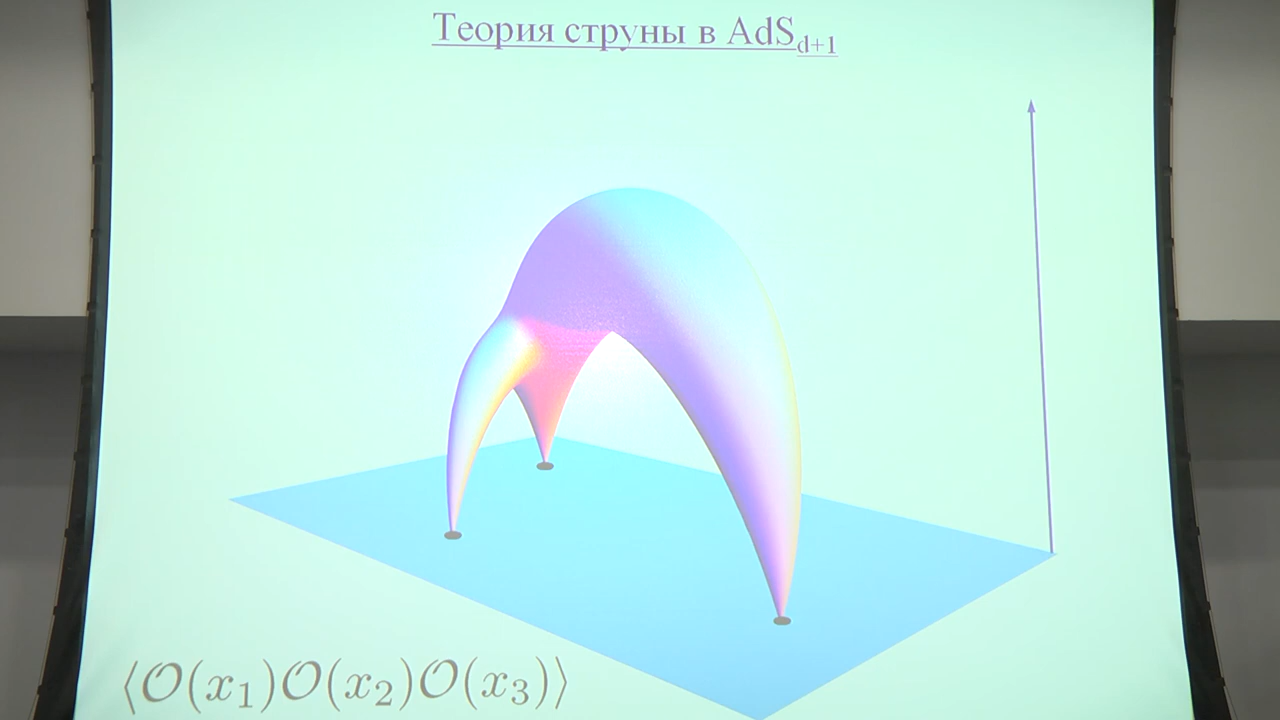 Теория струны в AdS_{d+1}
⟨𝒪(x₁)𝒪(x₂)𝒪(x₃)⟩